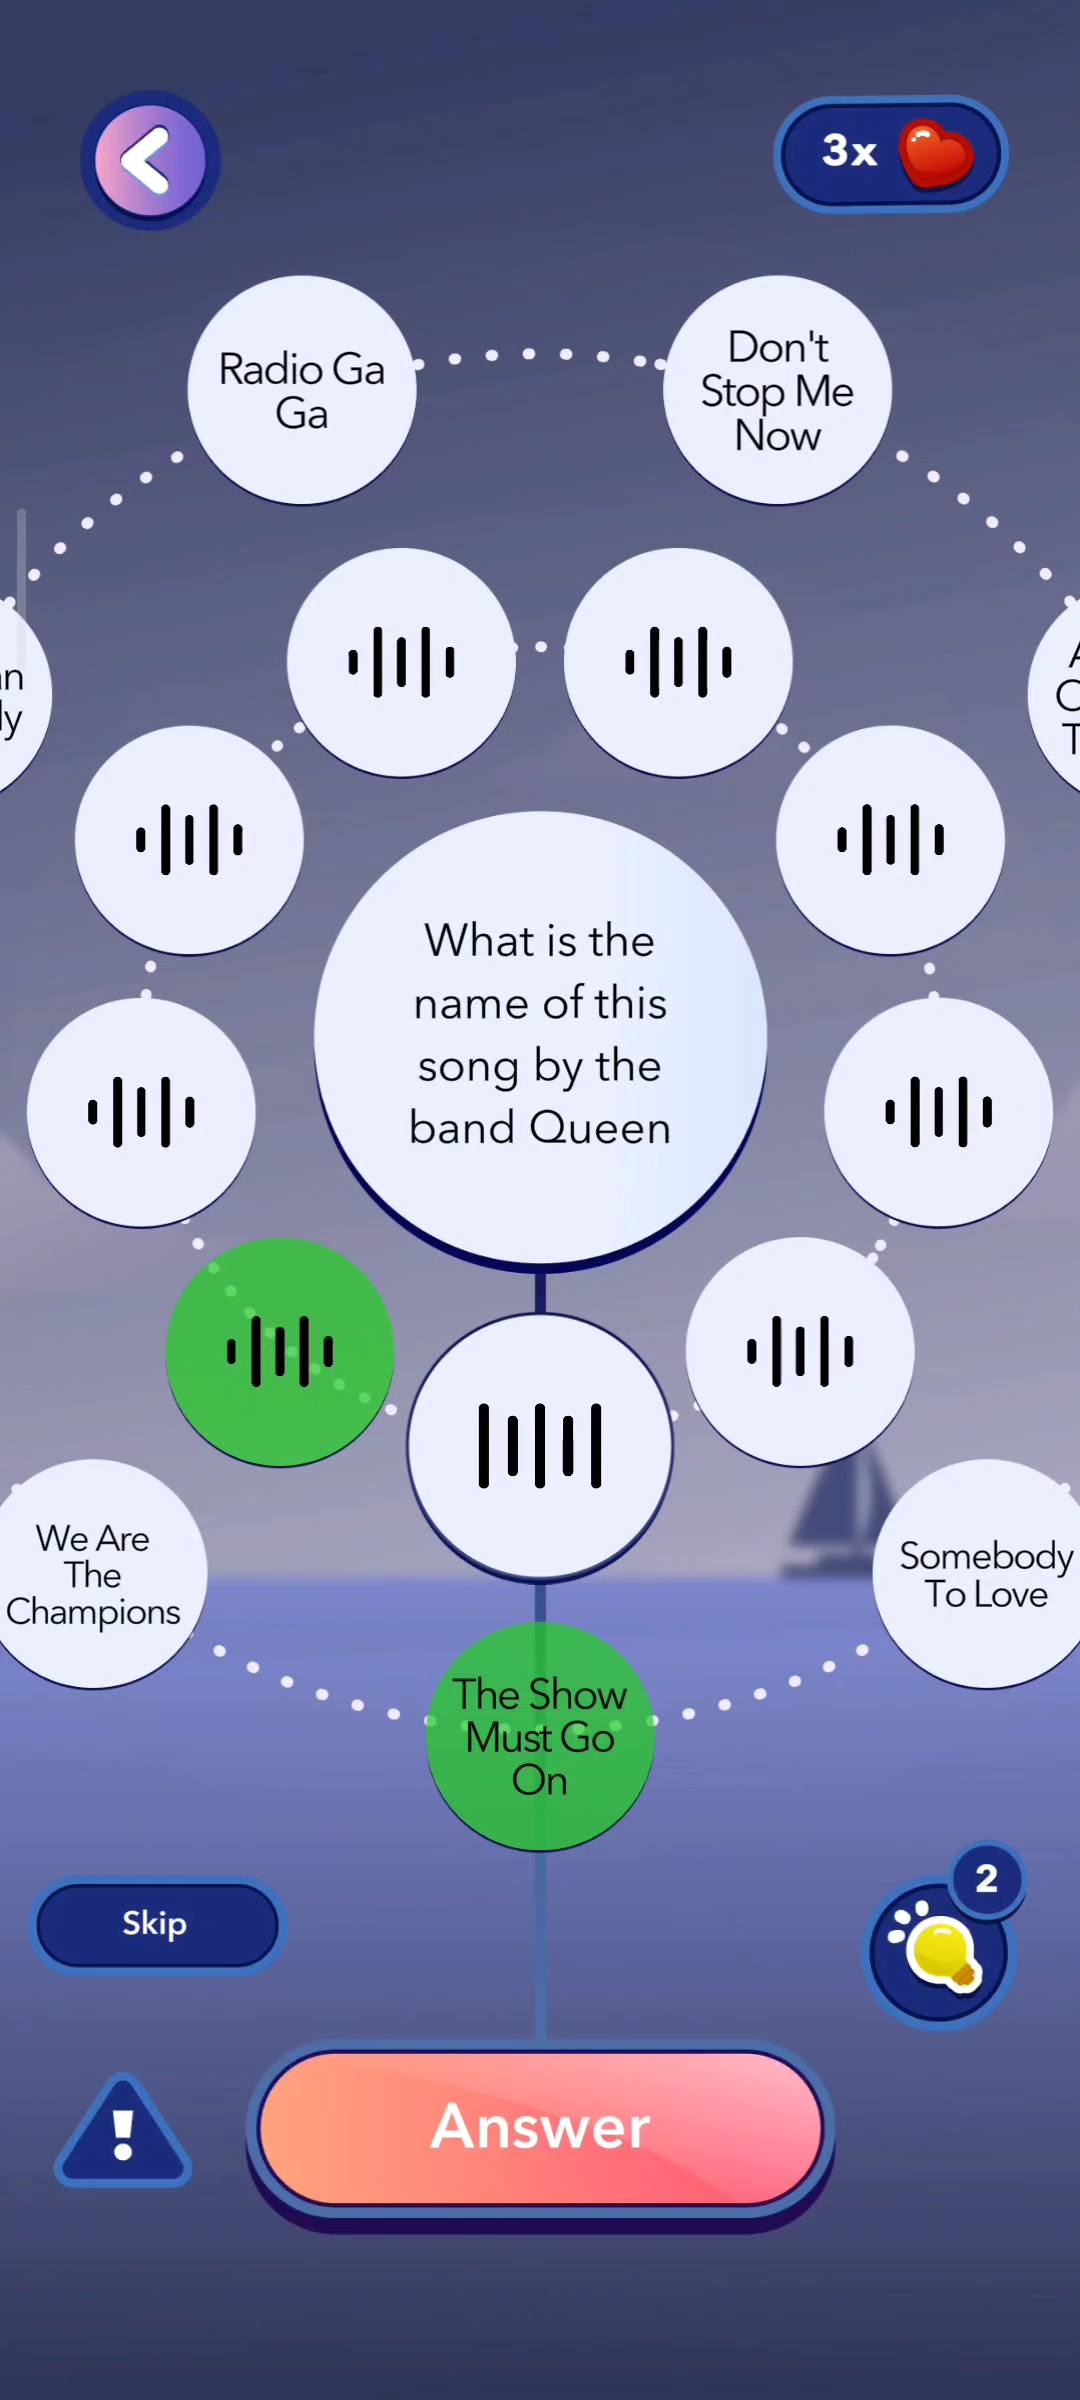 3x
Radio Ga
Ga
Don't
Stop Me
Now
What is the
name of this
song by the
band Queen
We Are
The
Champions
Somebody
To Love
The Show
Must Go
On
2
Skip
Answer